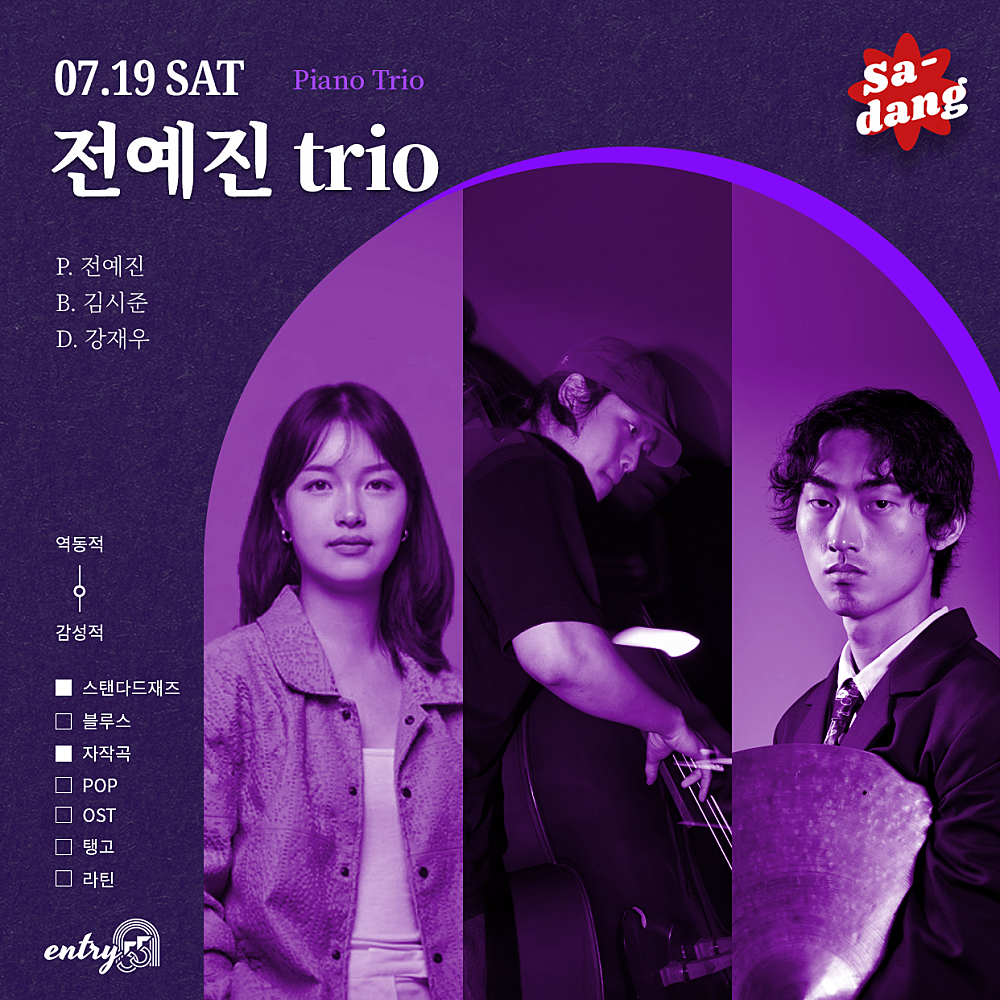 07.19 SAT
Piano Trio
sa-
dang
전예진 trio
P. 전예진
B. 김시준
D. 강재우
역동적
감성적
스탠다드재즈
블루스
자작곡
POP
OST
탱고
라틴
entry55